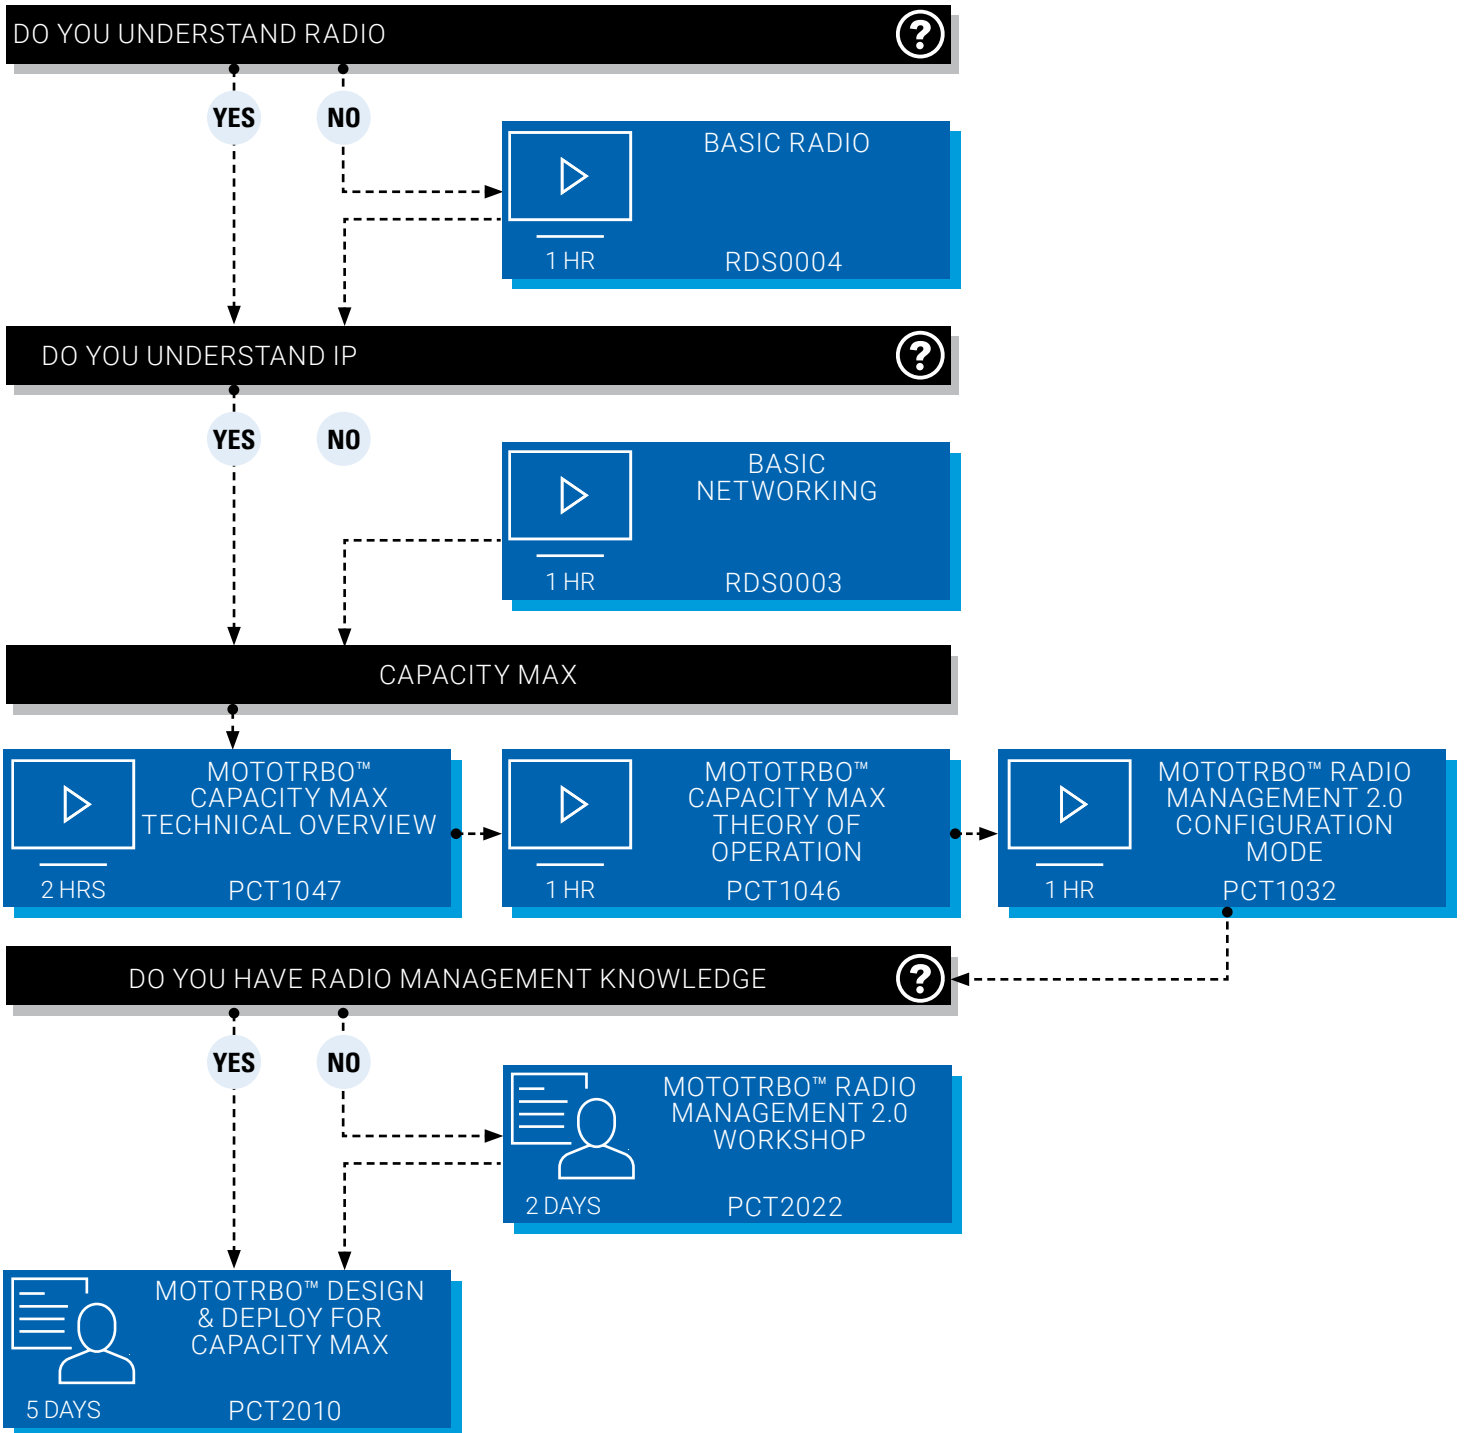 DO YOU UNDERSTAND RADIO
?
YES
NO
BASIC RADIO
1 HR
RDS0004
DO YOU UNDERSTAND IP
?
YES
NO
BASIC
NETWORKING
1 HR
RDS0003
CAPACITY MAX
MOTOTRBO™
CAPACITY MAX
TECHNICAL OVERVIEW
2 HRS
PCT1047
MOTOTRBO™
CAPACITY MAX
THEORY OF
OPERATION
1 HR
PCT1046
MOTOTRBO™ RADIO
MANAGEMENT 2.0
CONFIGURATION
MODE
1 HR
PCT1032
DO YOU HAVE RADIO MANAGEMENT KNOWLEDGE
?
YES
NO
MOTOTRBO™ RADIO
MANAGEMENT 2.0
WORKSHOP
2 DAYS
PCT2022
MOTOTRBO™ DESIGN
& DEPLOY FOR
CAPACITY MAX
5 DAYS
PCT2010